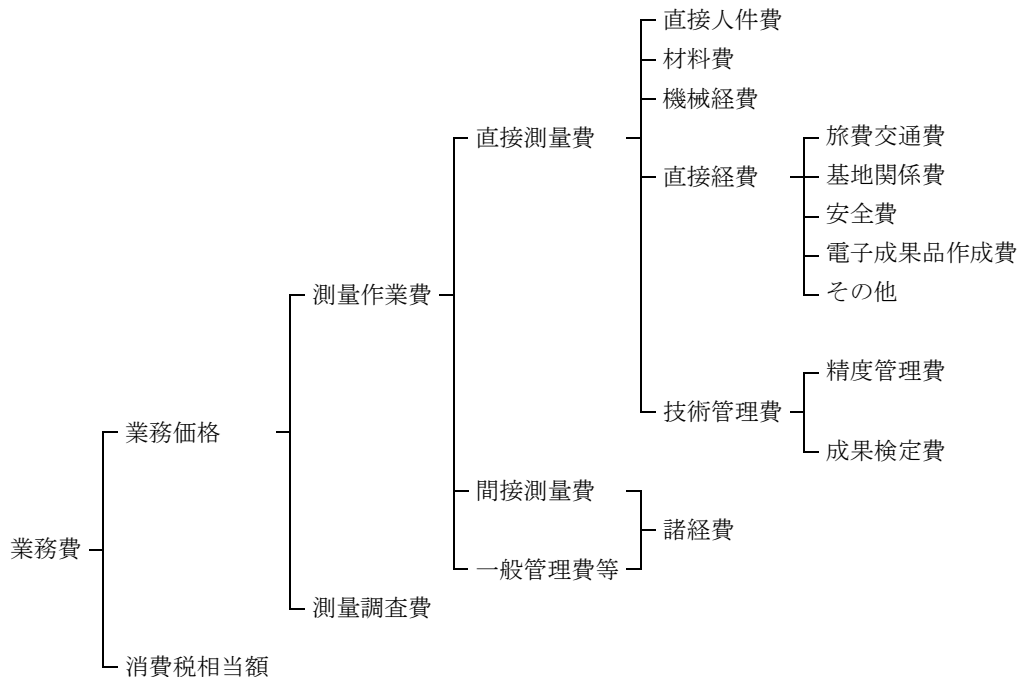 直接人件費
材料費
機械経費
直接測量費
旅費交通費
直接経費
基地関係費
安全費
電子成果品作成費
測量作業費
その他
精度管理費
技術管理費
業務価格
成果検定費
間接測量費
諸経費
業務費
一般管理費等
測量調査費
消費税相当額